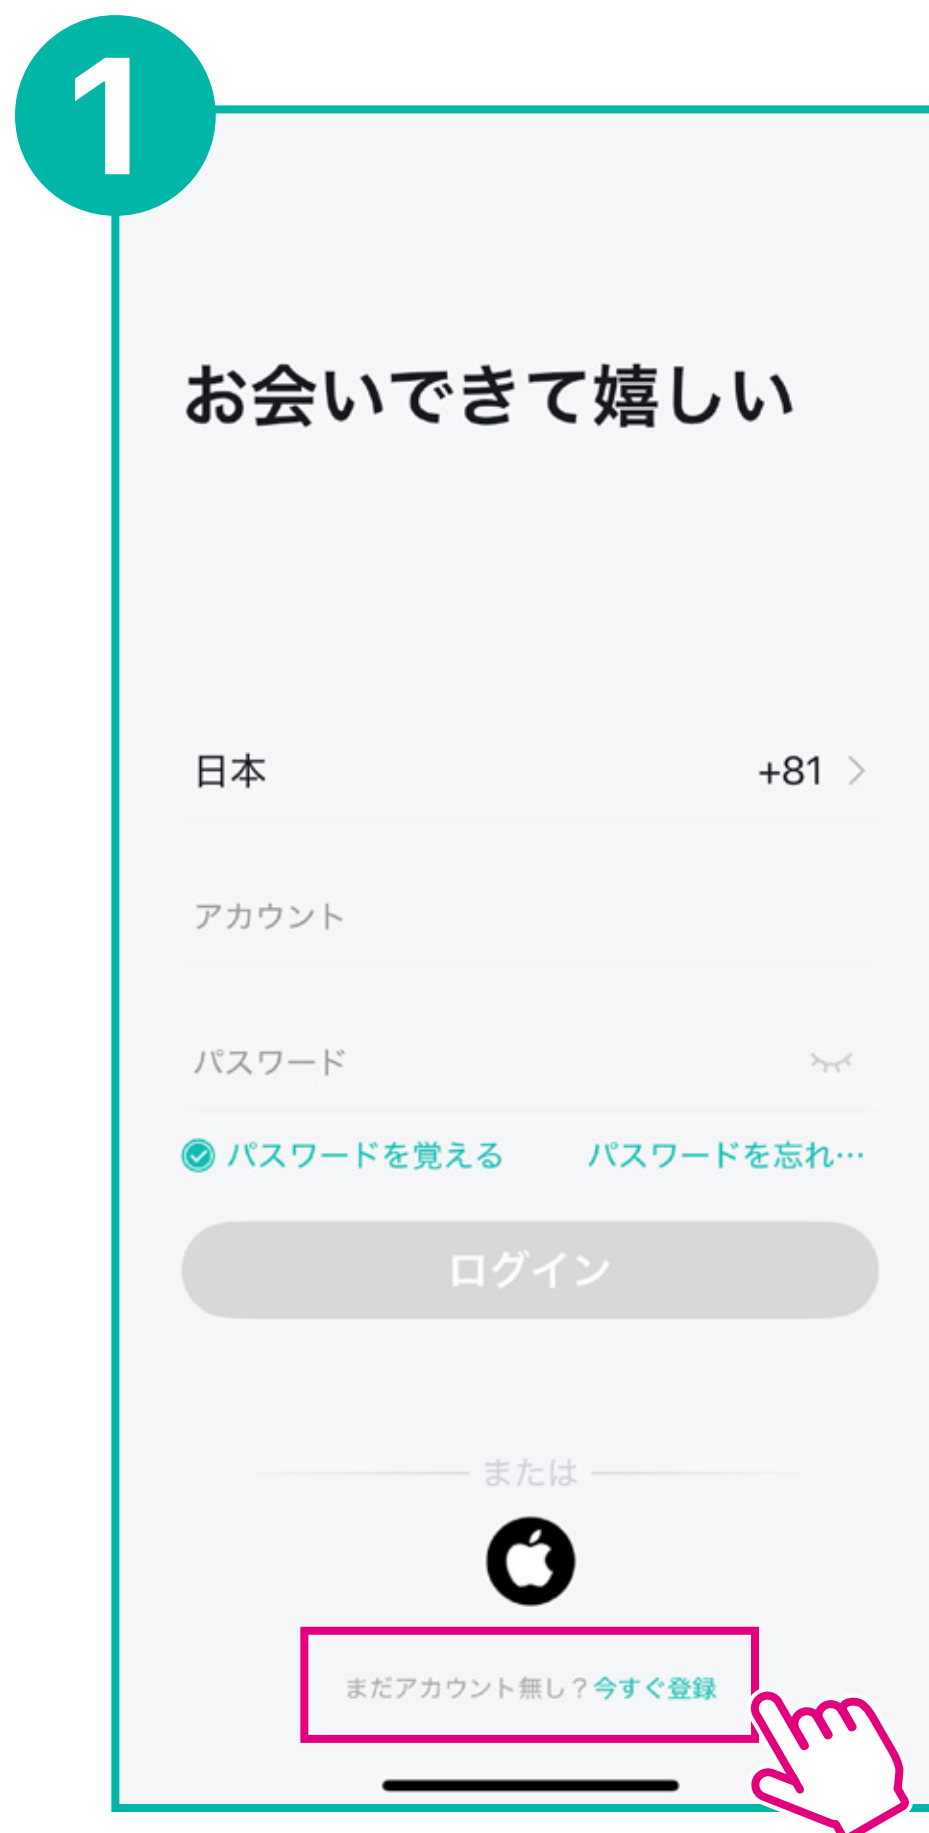 1
お会いできて嬉しい
日本 +81
アカウント
パスワード
パスワードを覚える パスワードを忘れ…
ログイン
または
まだアカウント無し？今すぐ登録